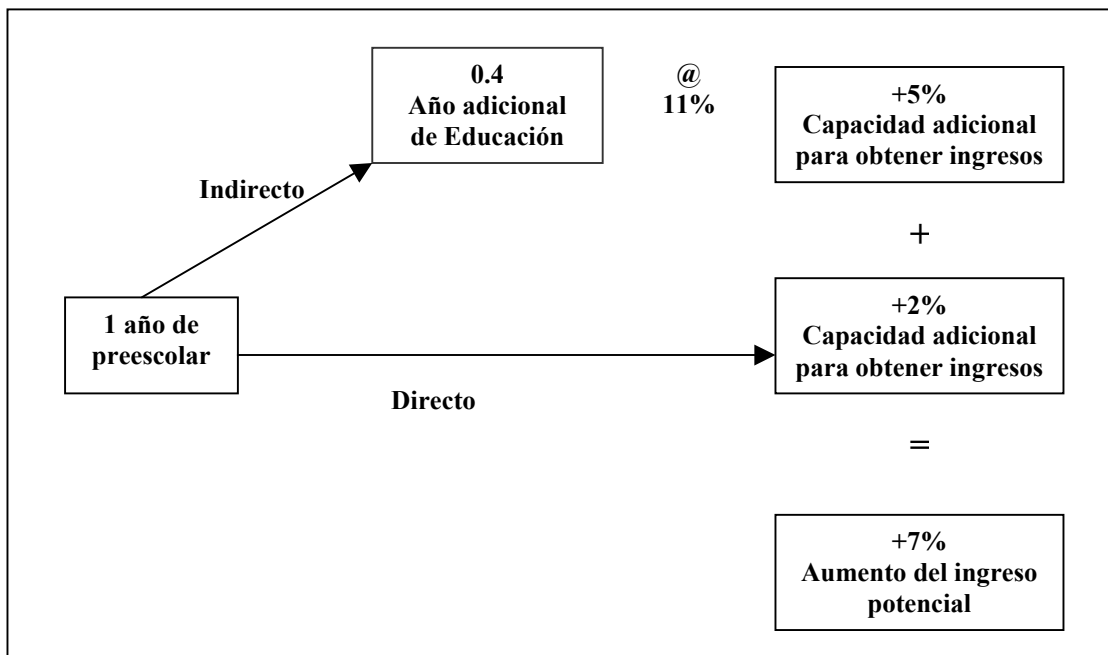 0.4
Año adicional
de Educación
@
11%
+5%
Capacidad adicional
para obtener ingresos
Indirecto
+
1 año de
preescolar
+2%
Capacidad adicional
para obtener ingresos
Directo
=
+7%
Aumento del ingreso
potencial